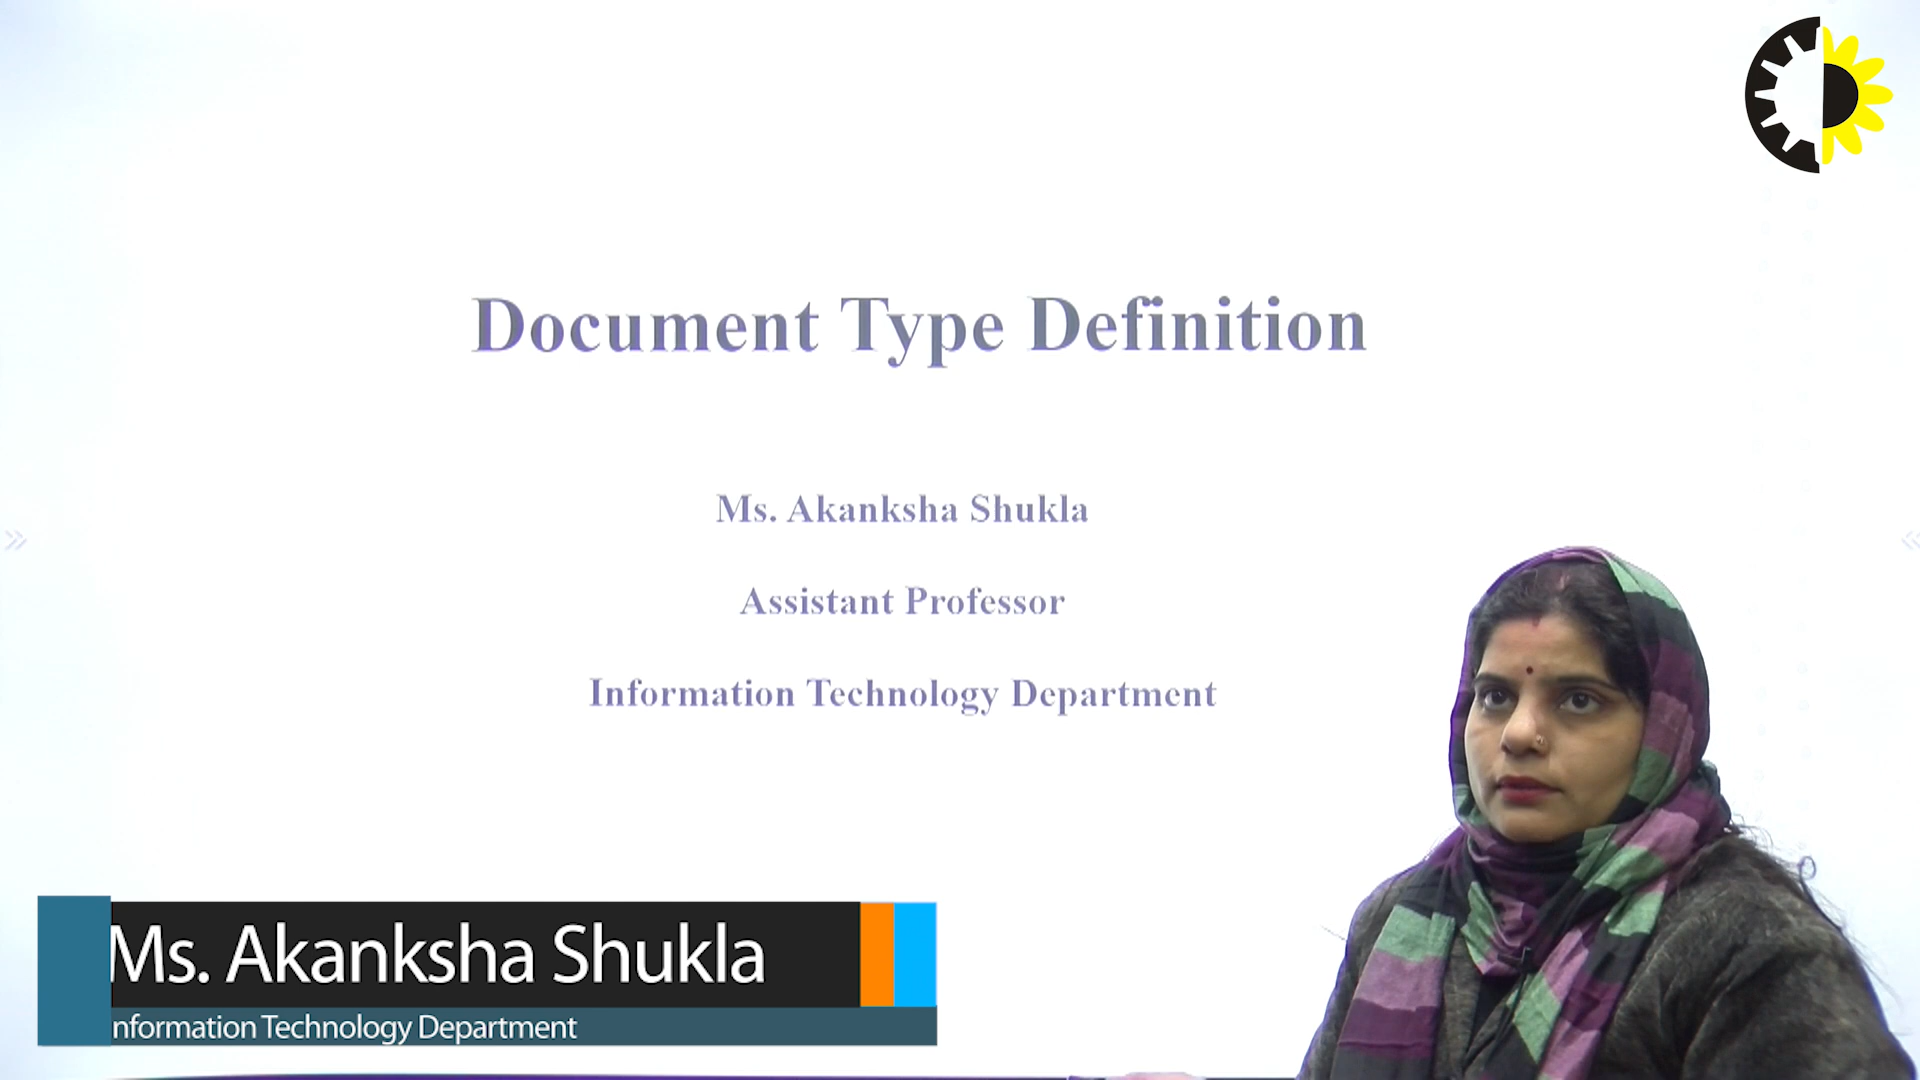 Document Type Definition
Ms. Akanksha Shukla
Assistant Professor
Information Technology Department
Ms. Akanksha Shukla
nformation Technology Department